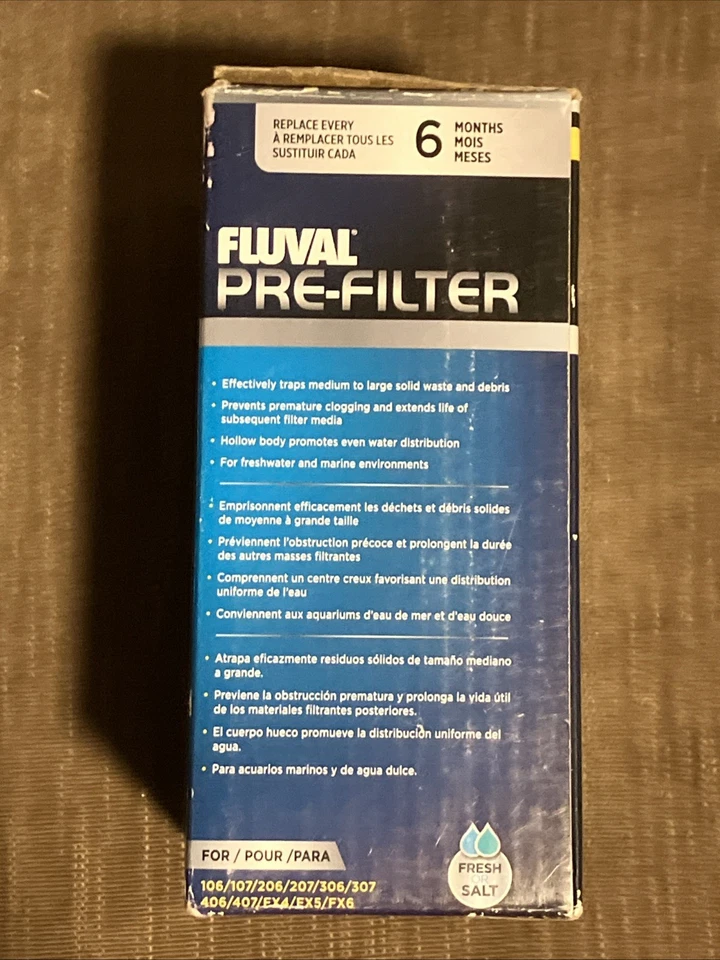 REPLACE EVERY
À REMPLACER TOUS LES
SUSTITUIR CADA
6
MONTHS
MOIS
MESES
FLUVAL®
PRE-FILTER
• Effectively traps medium to large solid waste and debris
• Prevents premature clogging and extends life of
subsequent filter media
• Hollow body promotes even water distribution
• For freshwater and marine environments
• Emprisonnent efficacement les déchets et débris solides
de moyenne à grande taille
• Préviennent l'obstruction précoce et prolongent la durée
des autres masses filtrantes
• Comprennent un centre creux favorisant une distribution
uniforme de l'eau
• Conviennent aux aquariums d'eau de mer et d'eau douce
• Atrapa eficazmente residuos sólidos de tamaño mediano
a grande.
• Previene la obstrucción prematura y prolonga la vida útil
de los materiales filtrantes posteriores.
• El cuerpo hueco promueve la distribución uniforme del
agua.
• Para acuarios marinos y de agua dulce.
FOR / POUR /PARA
106/107/206/207/306/307
406/407/FX4/FX5/FX6
FRESH
OR
SALT